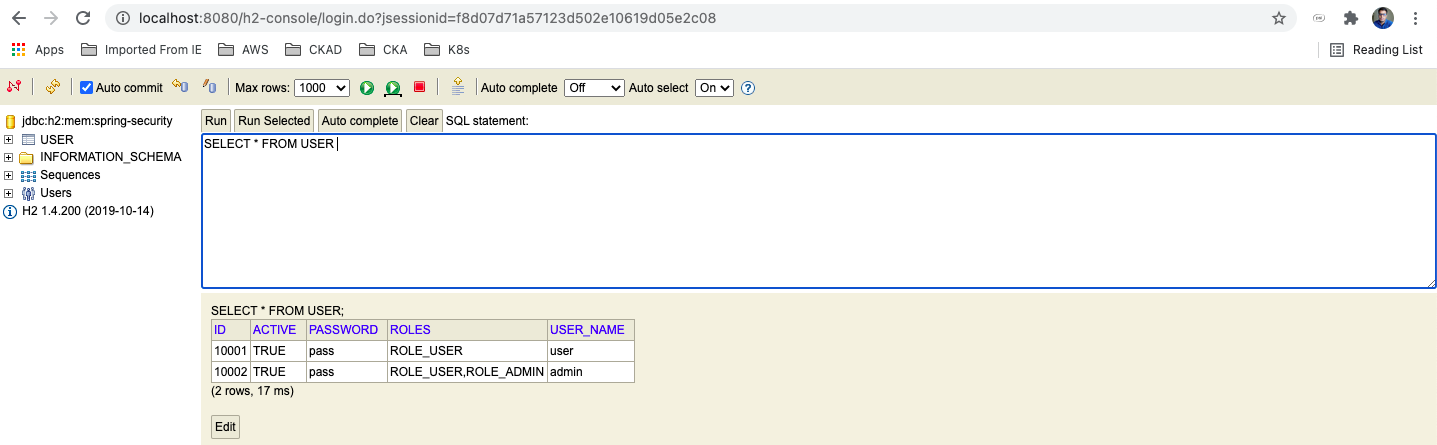 localhost:8080/h2-console/login.do?jsessionid=f8d07d71a57123d502e10619d05e2c08
Apps Imported From IE AWS CKAD CKA K8s Reading List
Auto commit Max rows: 1000 Auto complete Off Auto select On
jdbc:h2:mem:spring-security
USER
INFORMATION_SCHEMA
Sequences
Users
H2 1.4.200 (2019-10-14)
Run Run Selected Auto complete Clear SQL statement:
SELECT * FROM USER
SELECT * FROM USER;
ID ACTIVE PASSWORD ROLES USER_NAME
10001 TRUE pass ROLE_USER user
10002 TRUE pass ROLE_USER,ROLE_ADMIN admin
(2 rows, 17 ms)
Edit